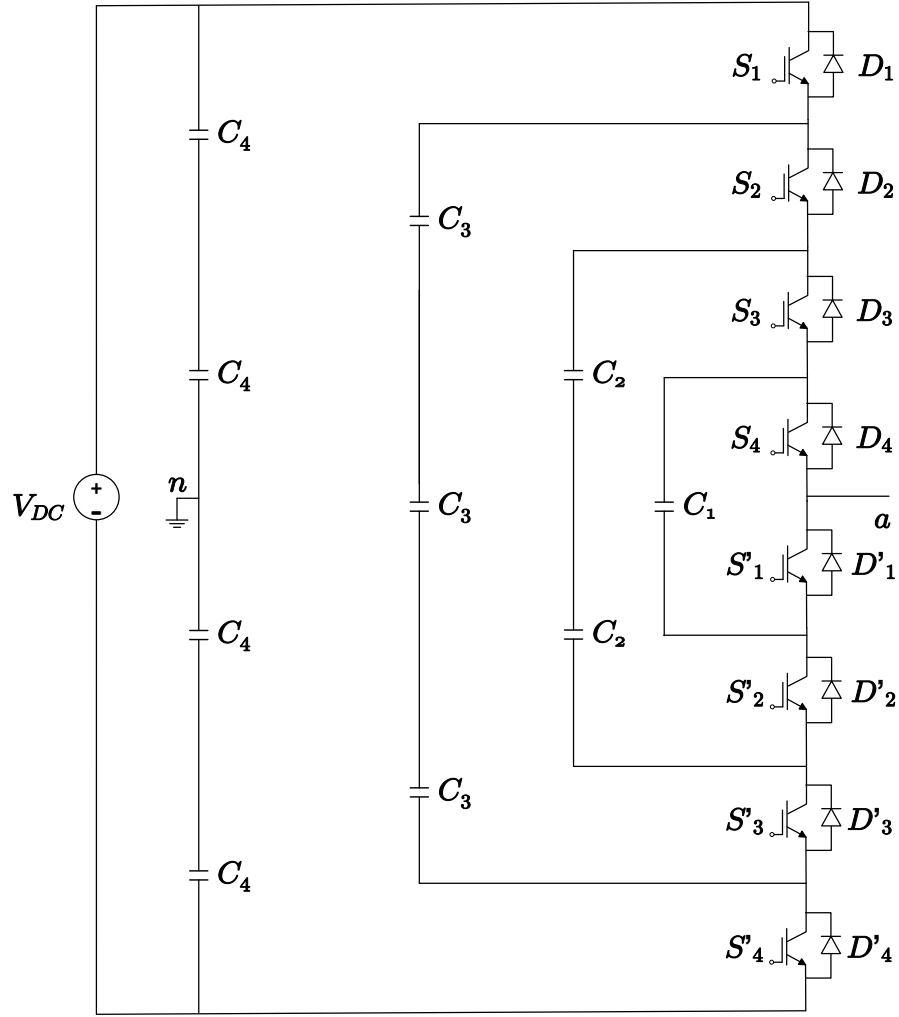 S₁ D₁
C₄
S₂ D₂
C₃
S₃ D₃
C₄ C₂
S₄ D₄
n
+
-
V_DC C₃ C₁ a
S'₁ D'₁
C₄ C₂
S'₂ D'₂
C₃
S'₃ D'₃
C₄
S'₄ D'₄